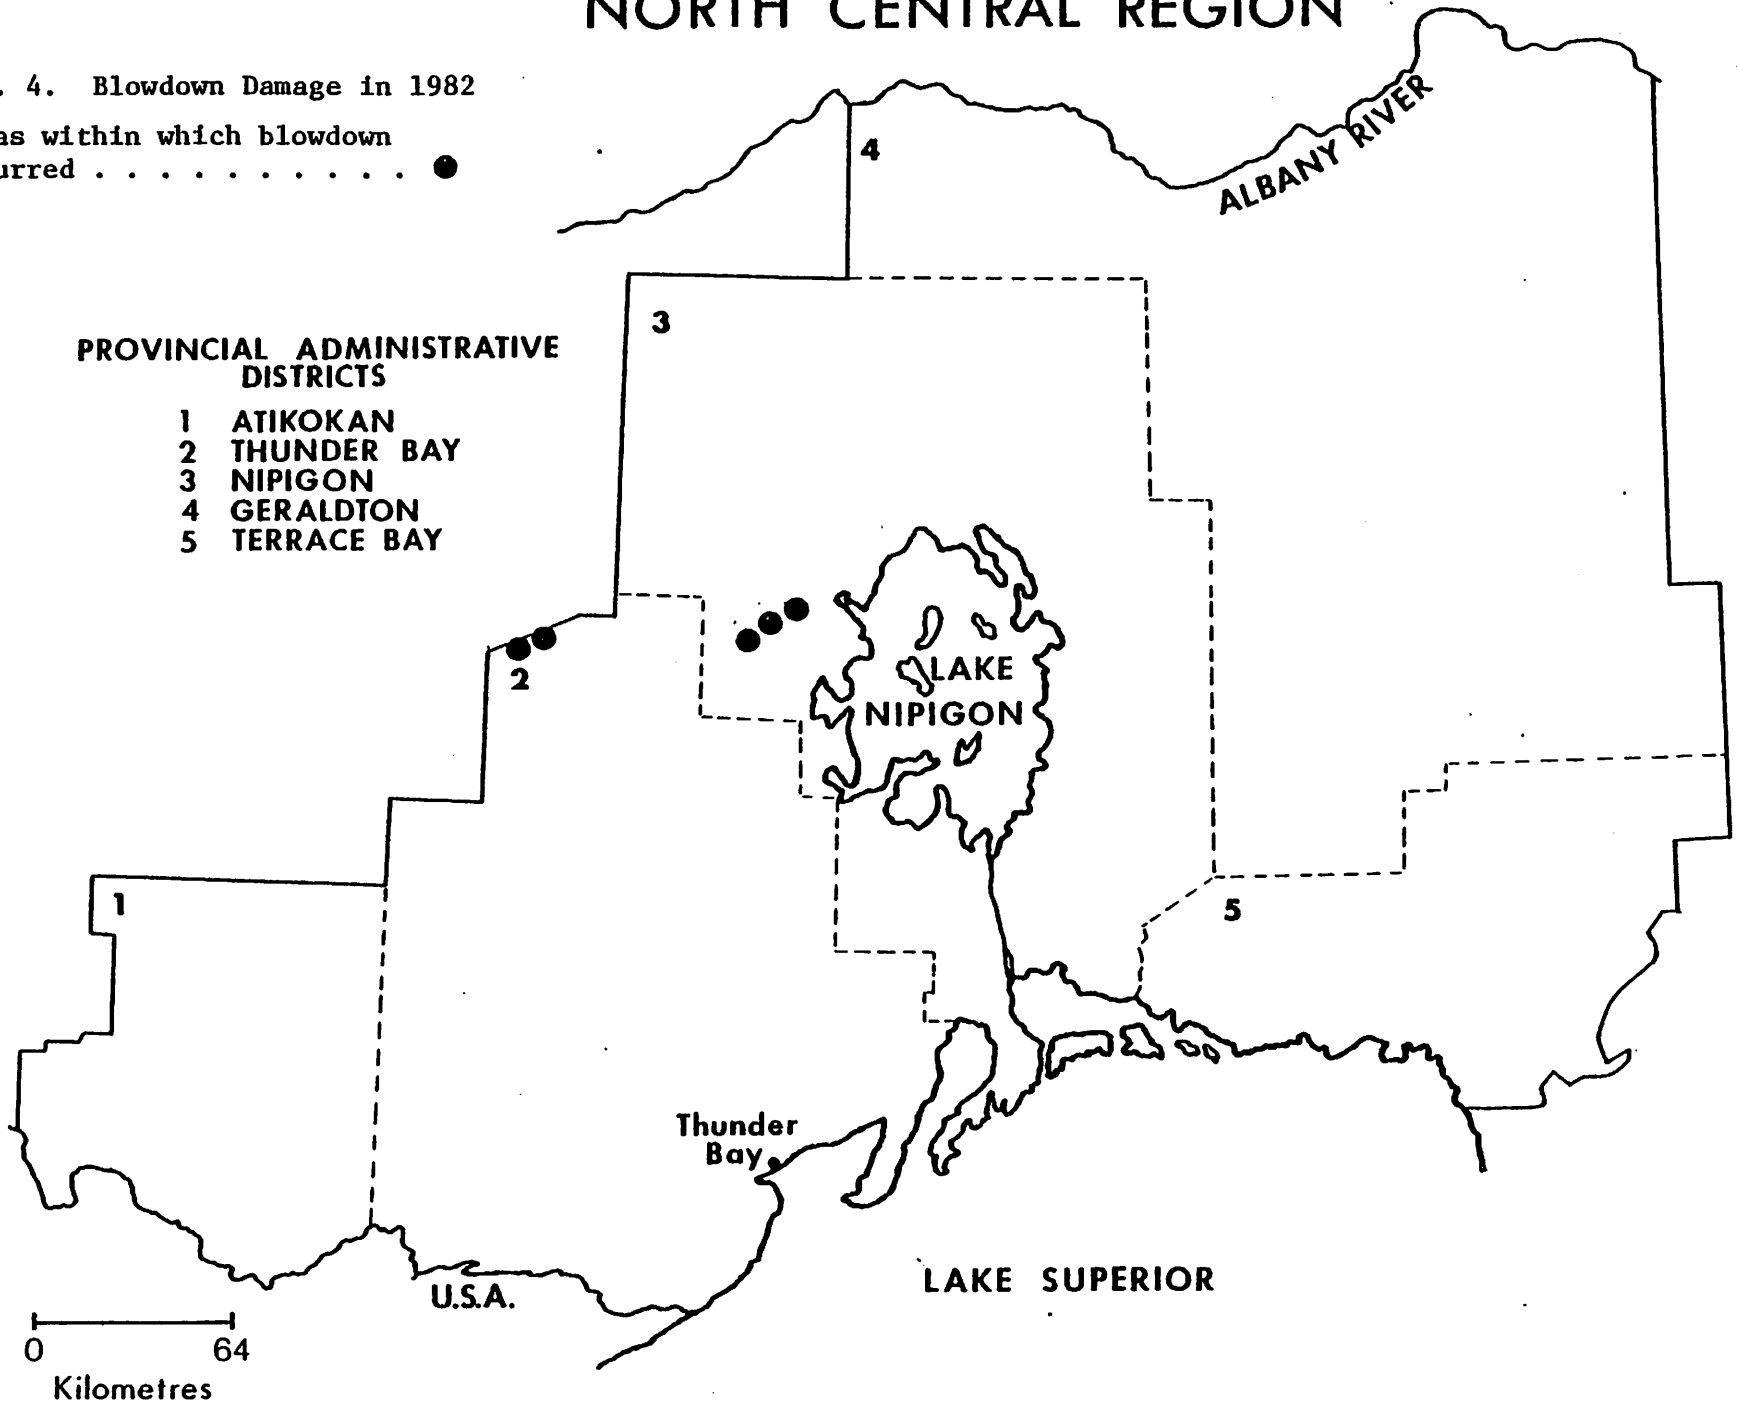 NORTH CENTRAL REGION
. 4. Blowdown Damage in 1982
as within which blowdown
urred . . . . . . . . . .
4
ALBANY RIVER
3
PROVINCIAL ADMINISTRATIVE
DISTRICTS
1 ATIKOKAN
2 THUNDER BAY
3 NIPIGON
4 GERALDTON
5 TERRACE BAY
2
LAKE
NIPIGON
1
5
Thunder
Bay
LAKE SUPERIOR
U.S.A.
0 64
Kilometres